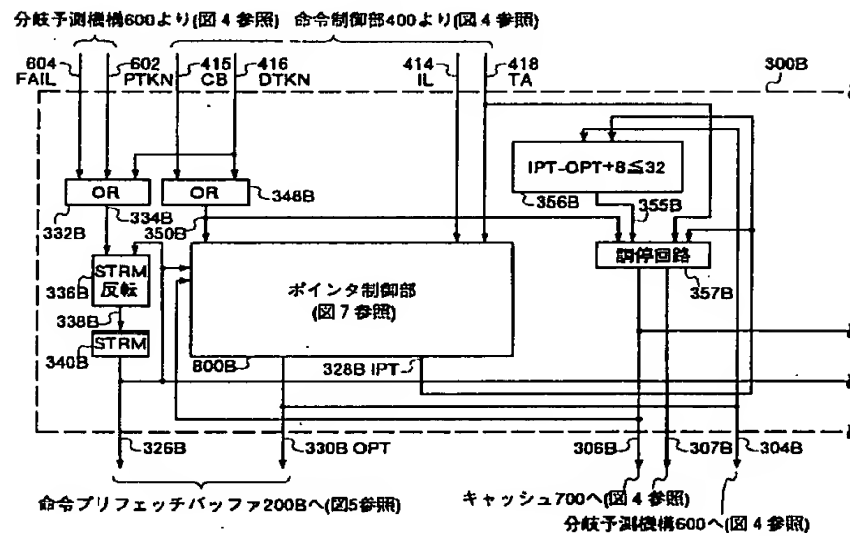 分岐予測機構600より(図4参照) 命令制御部400より(図4参照)
604 602 415 416 414 418 300B
FAIL PTKN CB DTKN IL TA
IPT-OPT+8≦32
OR OR 348B
356B 355B
332B 334B 350B
調停回路
357B
STRM
反転
336B
338B
ポインタ制御部
(図7参照)
STRM
340B
800B 328B IPT
326B 330B OPT 306B 307B 304B
命令プリフェッチバッファ200Bへ(図5参照)
キャッシュ700へ(図4参照)
分岐予測機構600へ(図4参照)